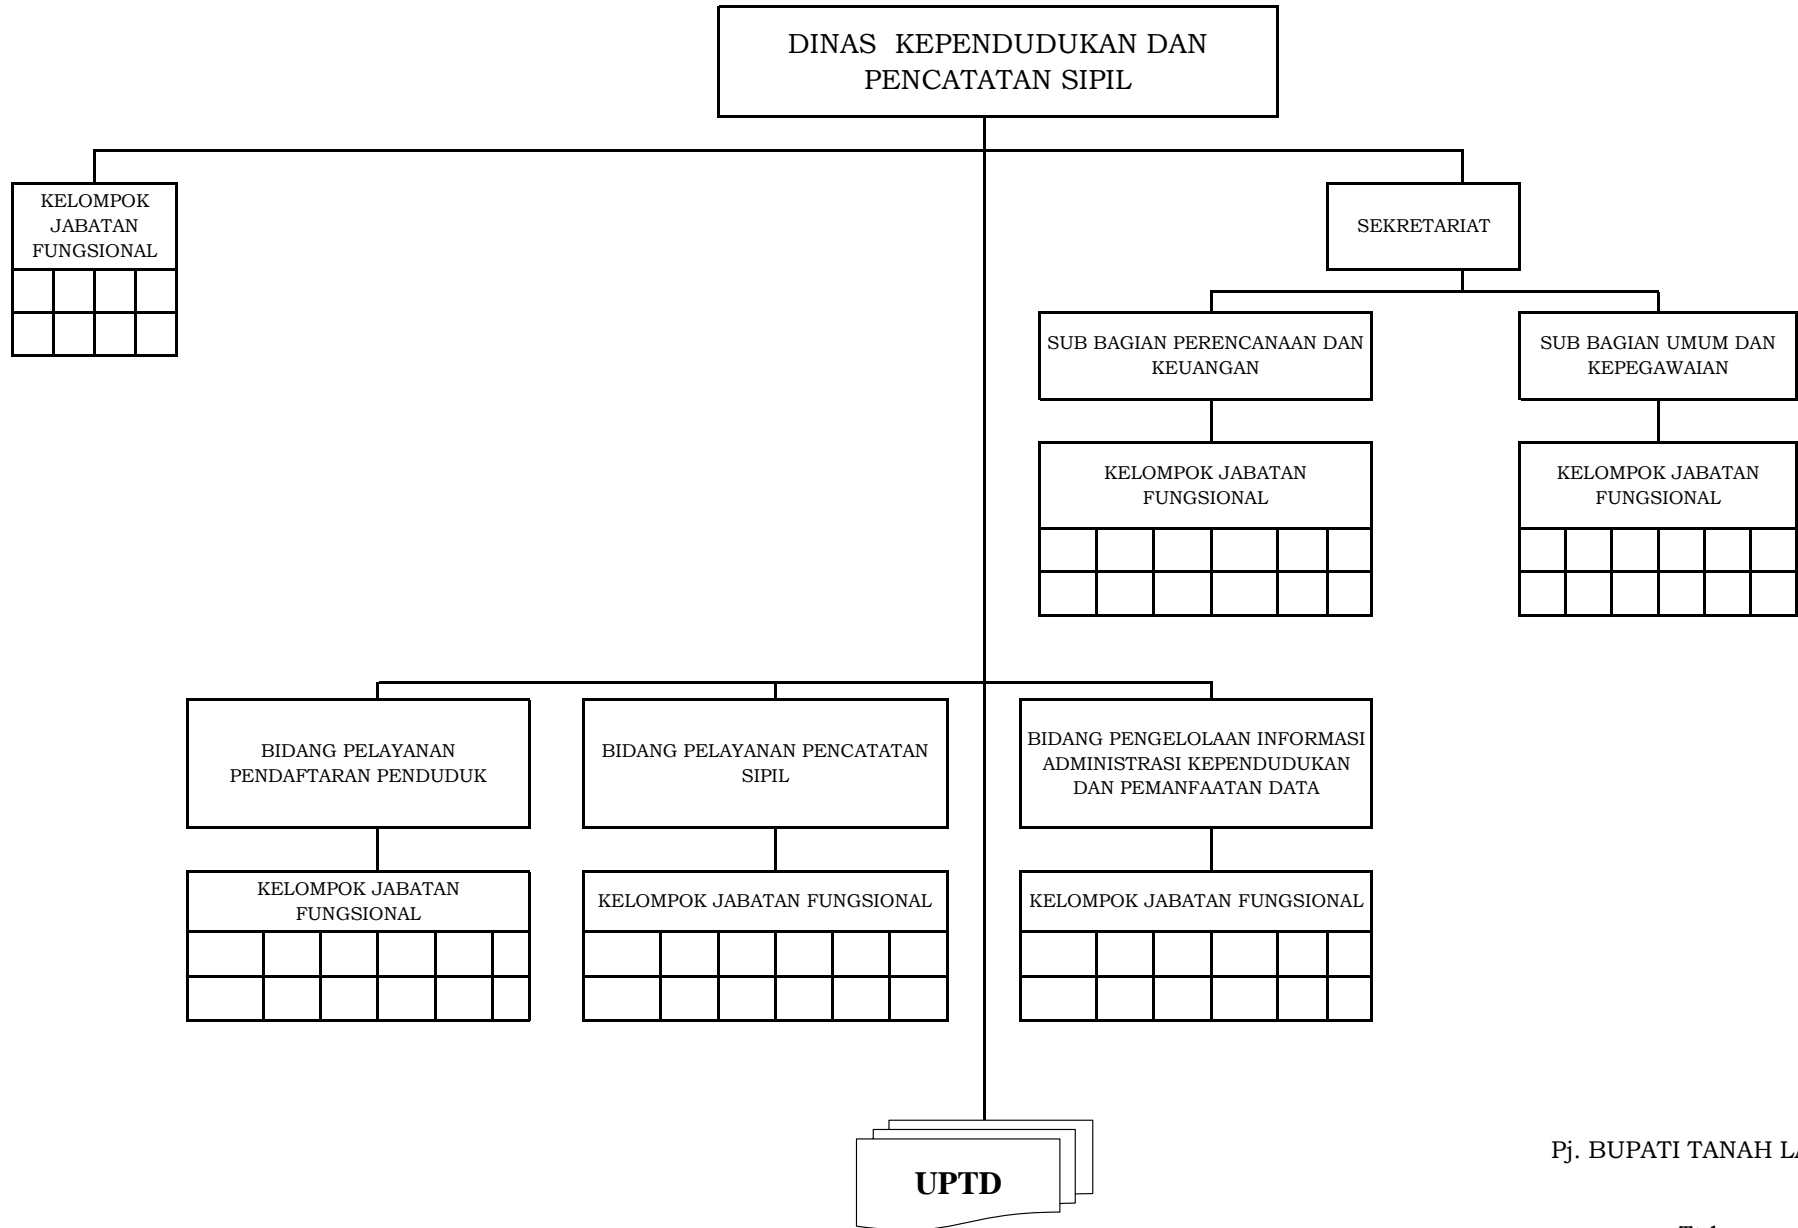 DINAS KEPENDUDUKAN DAN
PENCATATAN SIPIL
KELOMPOK
JABATAN
FUNGSIONAL
SEKRETARIAT
SUB BAGIAN PERENCANAAN DAN
KEUANGAN
SUB BAGIAN UMUM DAN
KEPEGAWAIAN
KELOMPOK JABATAN
FUNGSIONAL
KELOMPOK JABATAN
FUNGSIONAL
BIDANG PELAYANAN
PENDAFTARAN PENDUDUK
BIDANG PELAYANAN PENCATATAN
SIPIL
BIDANG PENGELOLAAN INFORMASI
ADMINISTRASI KEPENDUDUKAN
DAN PEMANFAATAN DATA
KELOMPOK JABATAN
FUNGSIONAL
KELOMPOK JABATAN FUNGSIONAL
KELOMPOK JABATAN FUNGSIONAL
UPTD
Pj. BUPATI TANAH